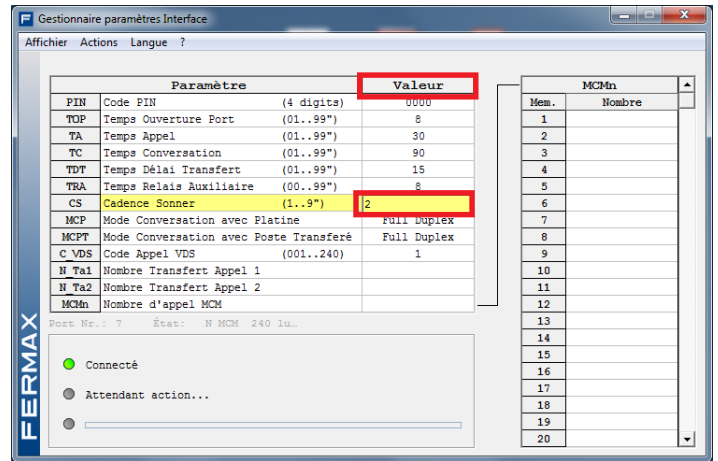 Gestionnaire paramètres Interface
Affichier Actions Langue ?
Paramètre Valeur
PIN Code PIN (4 digits) 0000
TOP Temps Ouverture Port (01..99") 8
TA Temps Appel (01..99") 30
TC Temps Conversation (01..99") 90
TDT Temps Délai Transfert (01..99") 15
TRA Temps Relais Auxiliaire (00..99") 8
CS Cadence Sonner (1..9") 2
MCP Mode Conversation avec Platine Full Duplex
MCPT Mode Conversation avec Poste Transferé Full Duplex
C_VDS Code Appel VDS (001..240) 1
N_Ta1 Nombre Transfert Appel 1
N_Ta2 Nombre Transfert Appel 2
MCMn Nombre d'appel MCM
Port Nr.: 7 État: N MCM 240 lu…
Connecté
Attendant action...
FERMAX
MCMn
Mem. Nombre
1
2
3
4
5
6
7
8
9
10
11
12
13
14
15
16
17
18
19
20